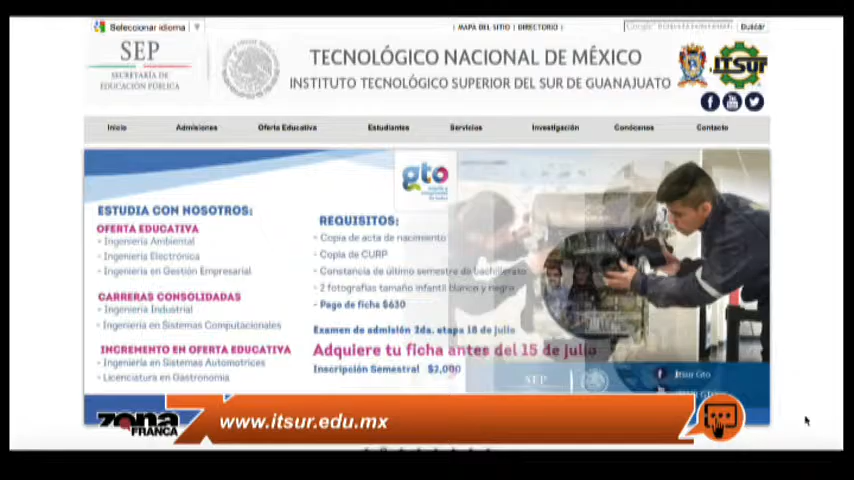 Seleccionar idioma
MAPA DEL SITIO | DIRECTORIO |
Buscar
SEP
SECRETARÍA DE
EDUCACIÓN PÚBLICA
TECNOLÓGICO NACIONAL DE MÉXICO
INSTITUTO TECNOLÓGICO SUPERIOR DEL SUR DE GUANAJUATO
ITSUR
Inicio
Admisiones
Oferta Educativa
Estudiantes
Servicios
Investigación
Conócenos
Contacto
gto
ESTUDIA CON NOSOTROS:
OFERTA EDUCATIVA
• Ingeniería Ambiental
• Ingeniería Electrónica
• Ingeniería en Gestión Empresarial
CARRERAS CONSOLIDADAS
• Ingeniería Industrial
• Ingeniería en Sistemas Computacionales
INCREMENTO EN OFERTA EDUCATIVA
• Ingeniería en Sistemas Automotrices
• Licenciatura en Gastronomía
REQUISITOS:
• Copia de acta de nacimiento
• Copia de CURP
• Constancia de último semestre de bachillerato
• 2 fotografías tamaño infantil blanco y negro
• Pago de ficha $630
Examen de admisión 2da. etapa 18 de julio
Adquiere tu ficha antes del 15 de julio
Inscripción Semestral $2,000
SEP
Itsur Gto
ITSUR GTO
zona
FRANCA
www.itsur.edu.mx